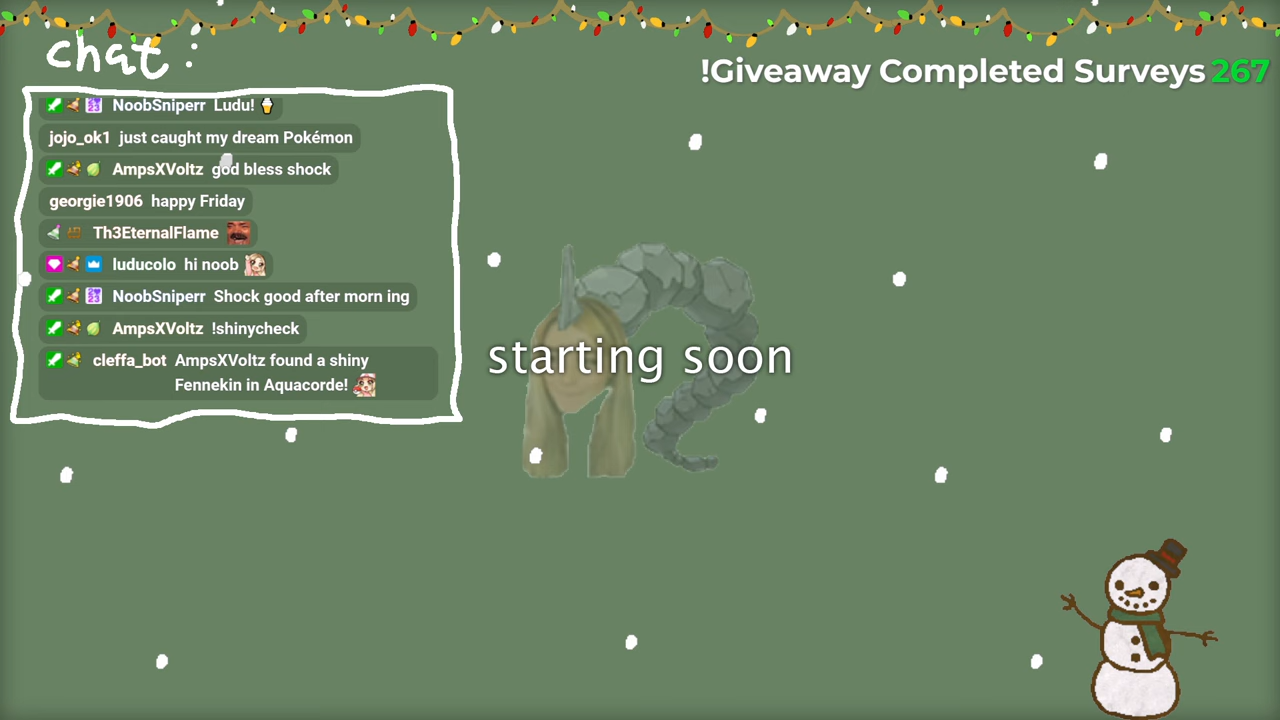 chat:
!Giveaway Completed Surveys 267
NoobSniperr Ludu!
jojo_ok1 just caught my dream Pokémon
AmpsXVoltz god bless shock
georgie1906 happy Friday
Th3EternalFlame
luducolo hi noob
NoobSniperr Shock good after morn ing
AmpsXVoltz !shinycheck
cleffa_bot AmpsXVoltz found a shiny
Fennekin in Aquacorde!
starting soon